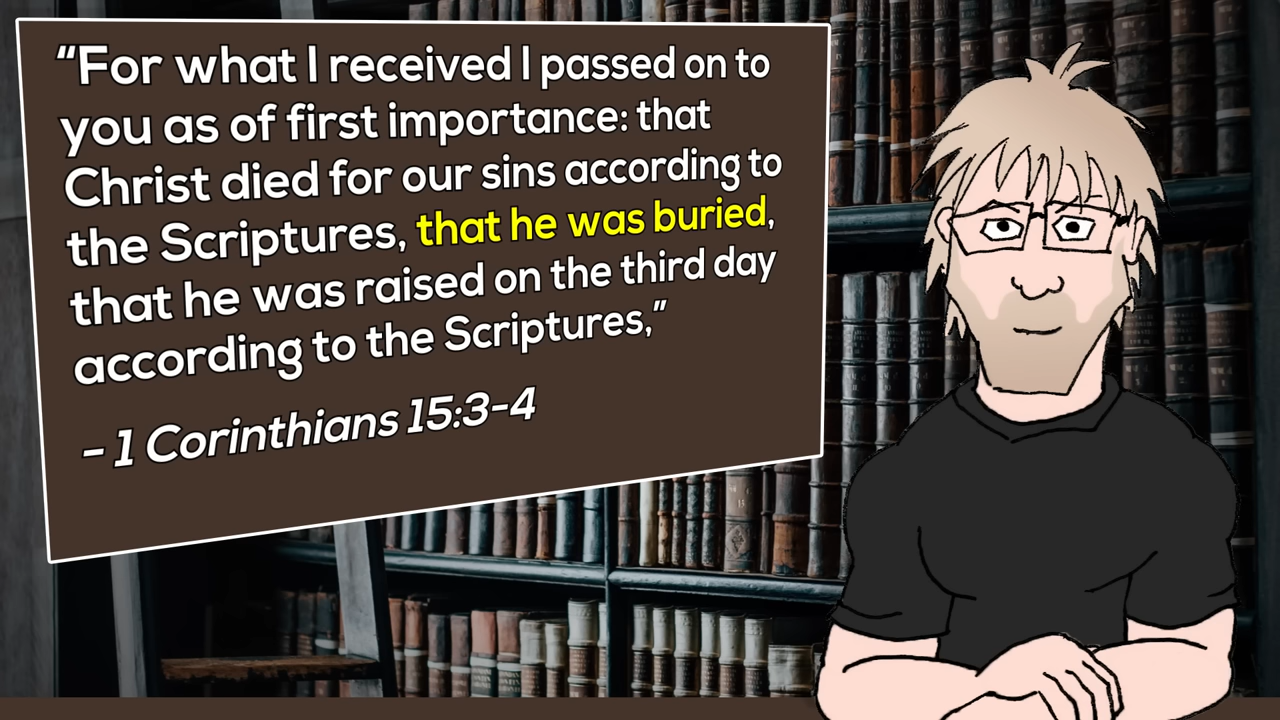 “For what I received I passed on to
you as of first importance: that
Christ died for our sins according to
the Scriptures, that he was buried,
that he was raised on the third day
according to the Scriptures,”
– 1 Corinthians 15:3-4